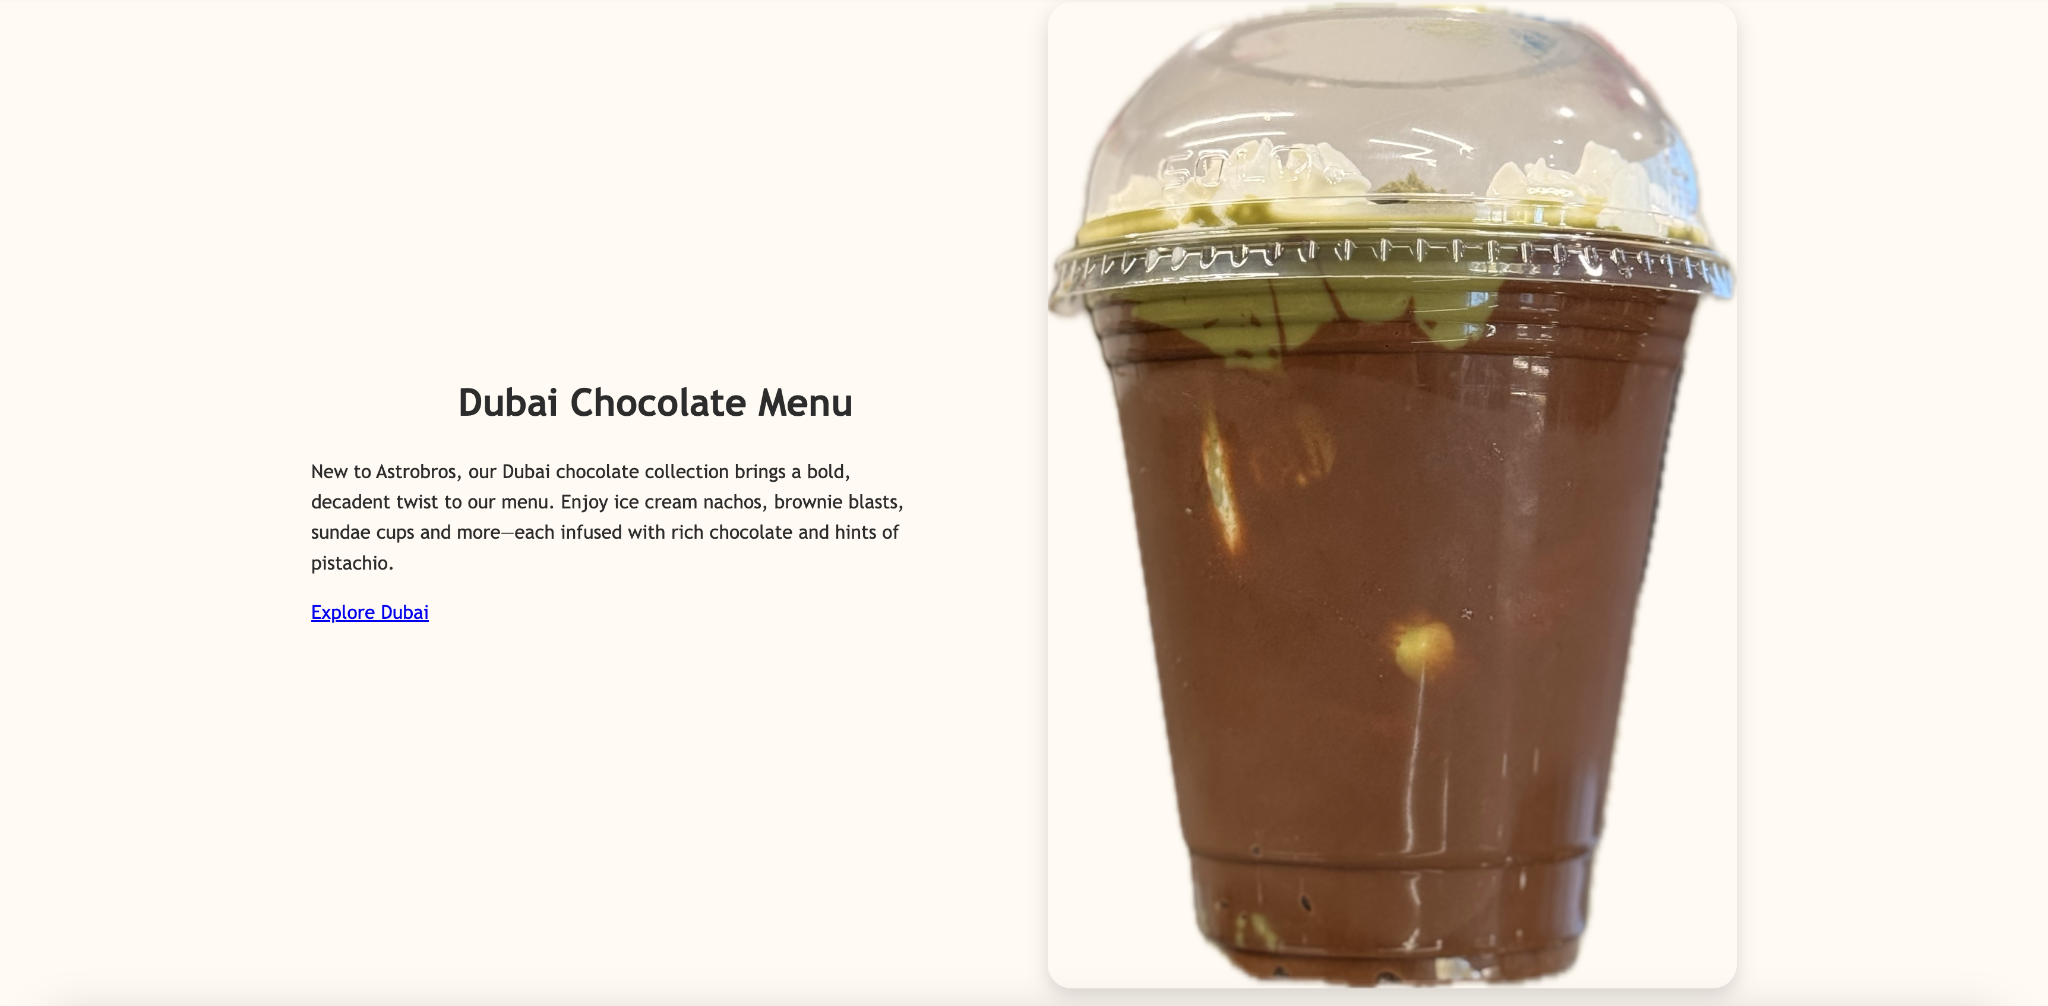 SOLO
Dubai Chocolate Menu
New to Astrobros, our Dubai chocolate collection brings a bold,
decadent twist to our menu. Enjoy ice cream nachos, brownie blasts,
sundae cups and more—each infused with rich chocolate and hints of
pistachio.
Explore Dubai